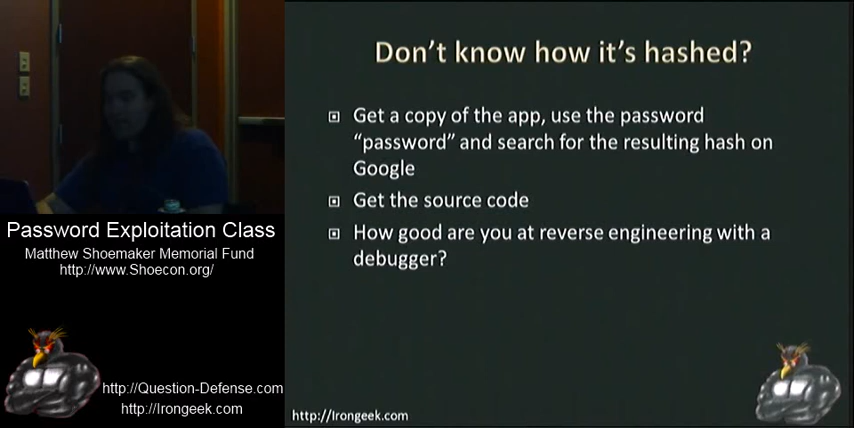 Don't know how it's hashed?
Get a copy of the app, use the password
“password” and search for the resulting hash on
Google
Get the source code
How good are you at reverse engineering with a
debugger?
http://Irongeek.com
Password Exploitation Class
Matthew Shoemaker Memorial Fund
http://www.Shoecon.org/
http://Question-Defense.com
http://Irongeek.com